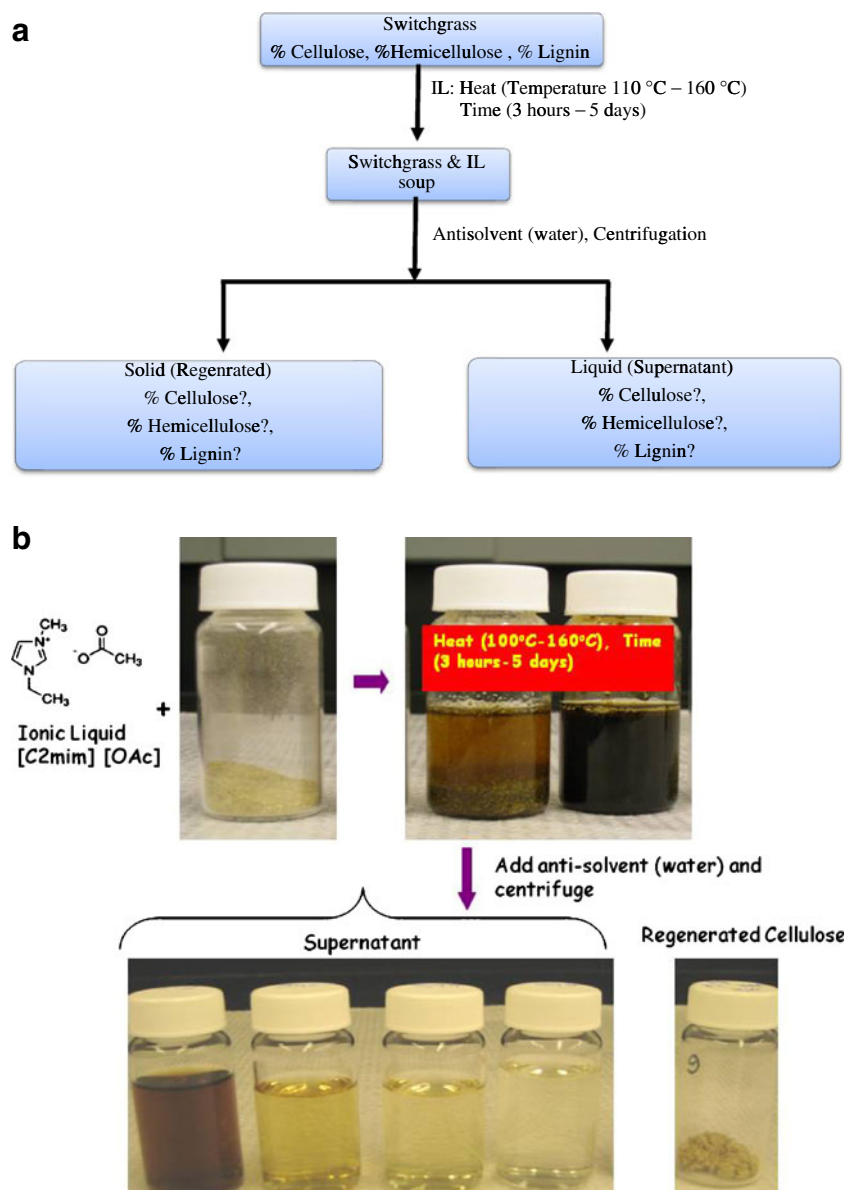 a
Switchgrass
% Cellulose, %Hemicellulose , % Lignin
IL: Heat (Temperature 110 °C – 160 °C)
Time (3 hours – 5 days)
Switchgrass & IL
soup
Antisolvent (water), Centrifugation
Solid (Regenrated)
% Cellulose?,
% Hemicellulose?,
% Lignin?
Liquid (Supernatant)
% Cellulose?,
% Hemicellulose?,
% Lignin?
b
CH₃
N⁺
N
CH₃
O
⁻O
CH₃
+
Ionic Liquid
[C2mim] [OAc]
Heat (100°C-160°C), Time
(3 hours-5 days)
Add anti-solvent (water) and
centrifuge
Supernatant
Regenerated Cellulose
9